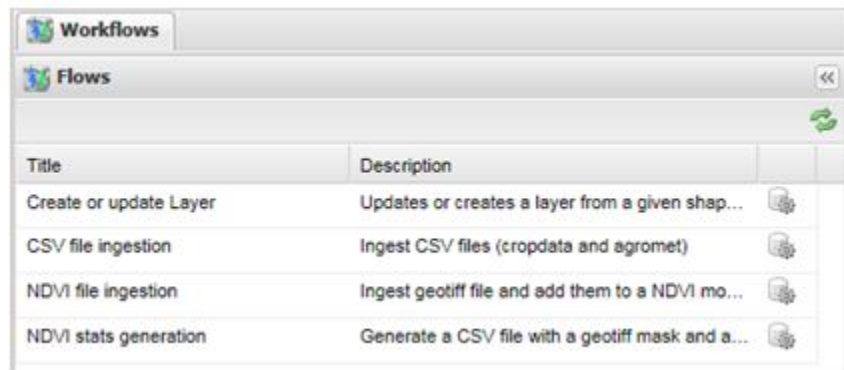 Workflows
Flows
Title Description
Create or update Layer Updates or creates a layer from a given shap...
CSV file ingestion Ingest CSV files (cropdata and agromet)
NDVI file ingestion Ingest geotiff file and add them to a NDVI mo...
NDVI stats generation Generate a CSV file with a geotiff mask and a...